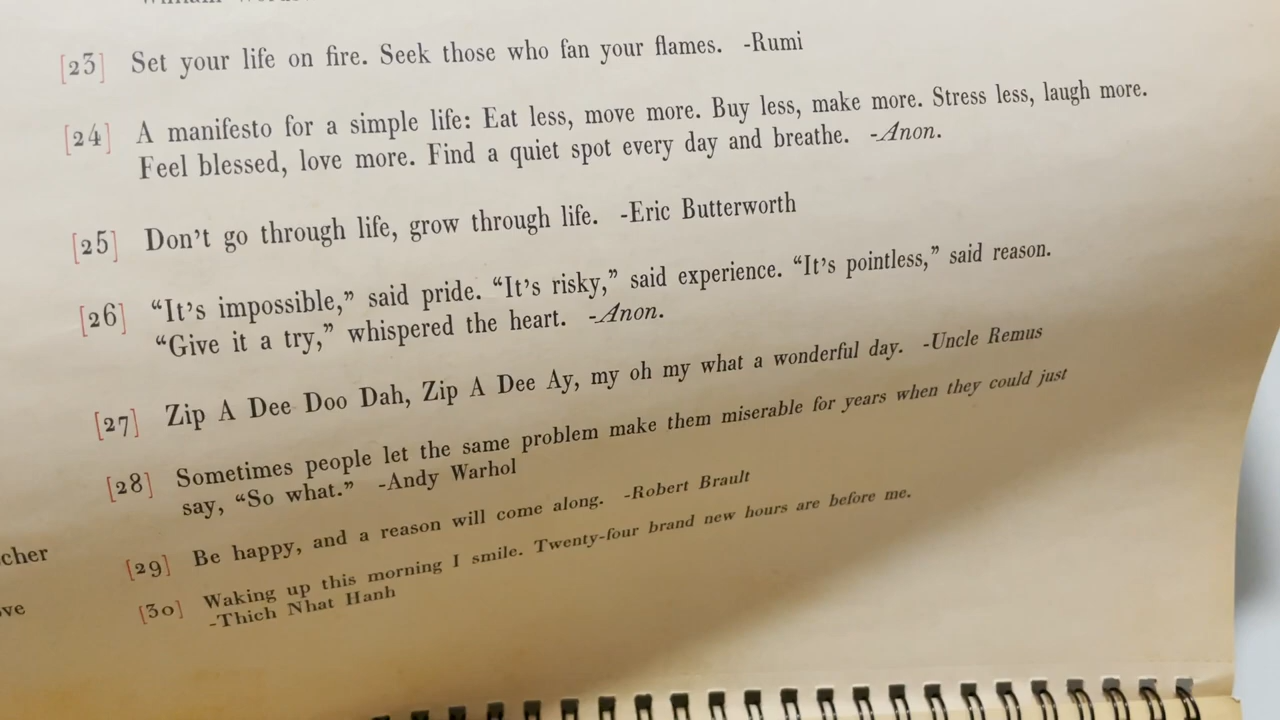 [23] Set your life on fire. Seek those who fan your flames. -Rumi
[24] A manifesto for a simple life: Eat less, move more. Buy less, make more. Stress less, laugh more.
Feel blessed, love more. Find a quiet spot every day and breathe. -Anon.
[25] Don't go through life, grow through life. -Eric Butterworth
[26] “It's impossible,” said pride. “It's risky,” said experience. “It's pointless,” said reason.
“Give it a try,” whispered the heart. -Anon.
[27] Zip A Dee Doo Dah, Zip A Dee Ay, my oh my what a wonderful day. -Uncle Remus
[28] Sometimes people let the same problem make them miserable for years when they could just
say, “So what.” -Andy Warhol
cher
[29] Be happy, and a reason will come along. -Robert Brault
ve
[30] Waking up this morning I smile. Twenty-four brand new hours are before me.
-Thich Nhat Hanh